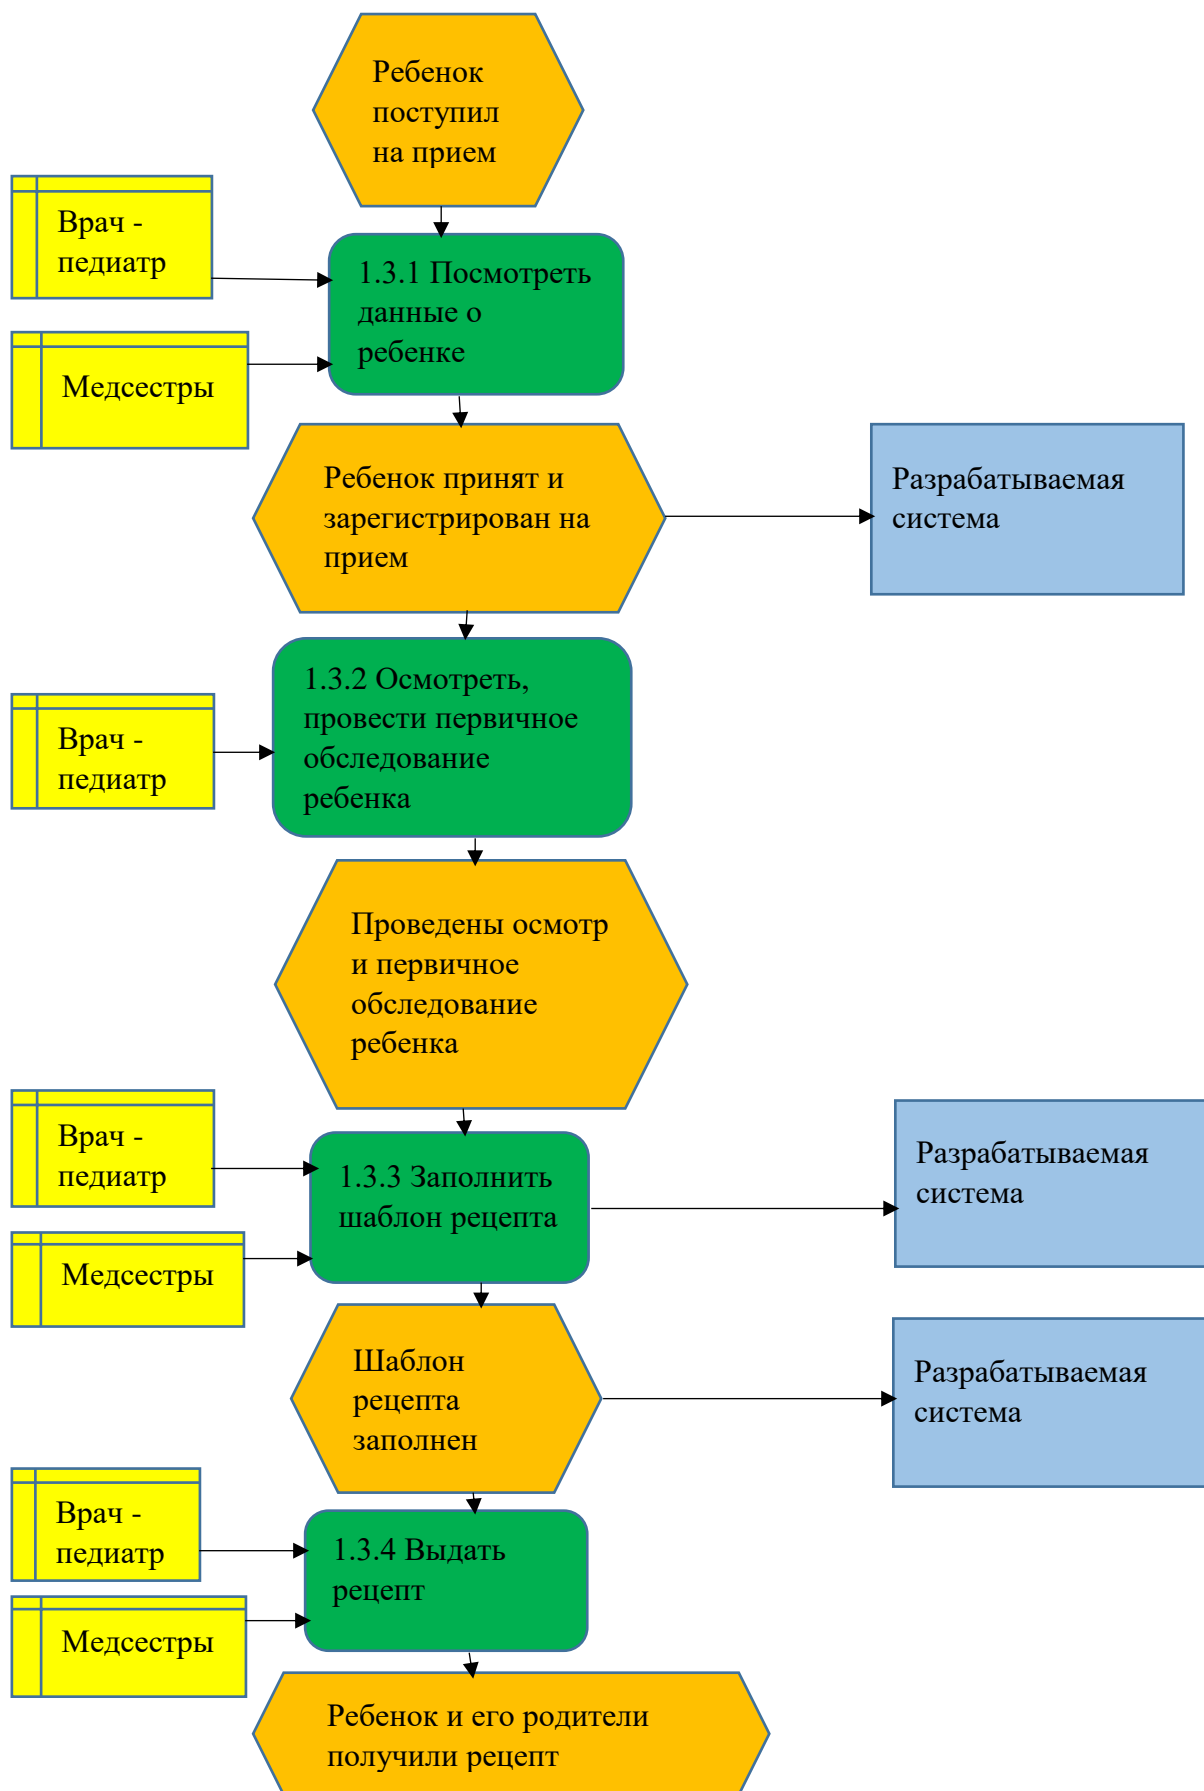 Ребенок
поступил
на прием
Врач -
педиатр
1.3.1 Посмотреть
данные о
ребенке
Медсестры
Ребенок принят и
зарегистрирован на
прием
Разрабатываемая
система
1.3.2 Осмотреть,
провести первичное
обследование
ребенка
Врач -
педиатр
Проведены осмотр
и первичное
обследование
ребенка
Врач -
педиатр
1.3.3 Заполнить
шаблон рецепта
Разрабатываемая
система
Медсестры
Шаблон
рецепта
заполнен
Разрабатываемая
система
Врач -
педиатр
1.3.4 Выдать
рецепт
Медсестры
Ребенок и его родители
получили рецепт